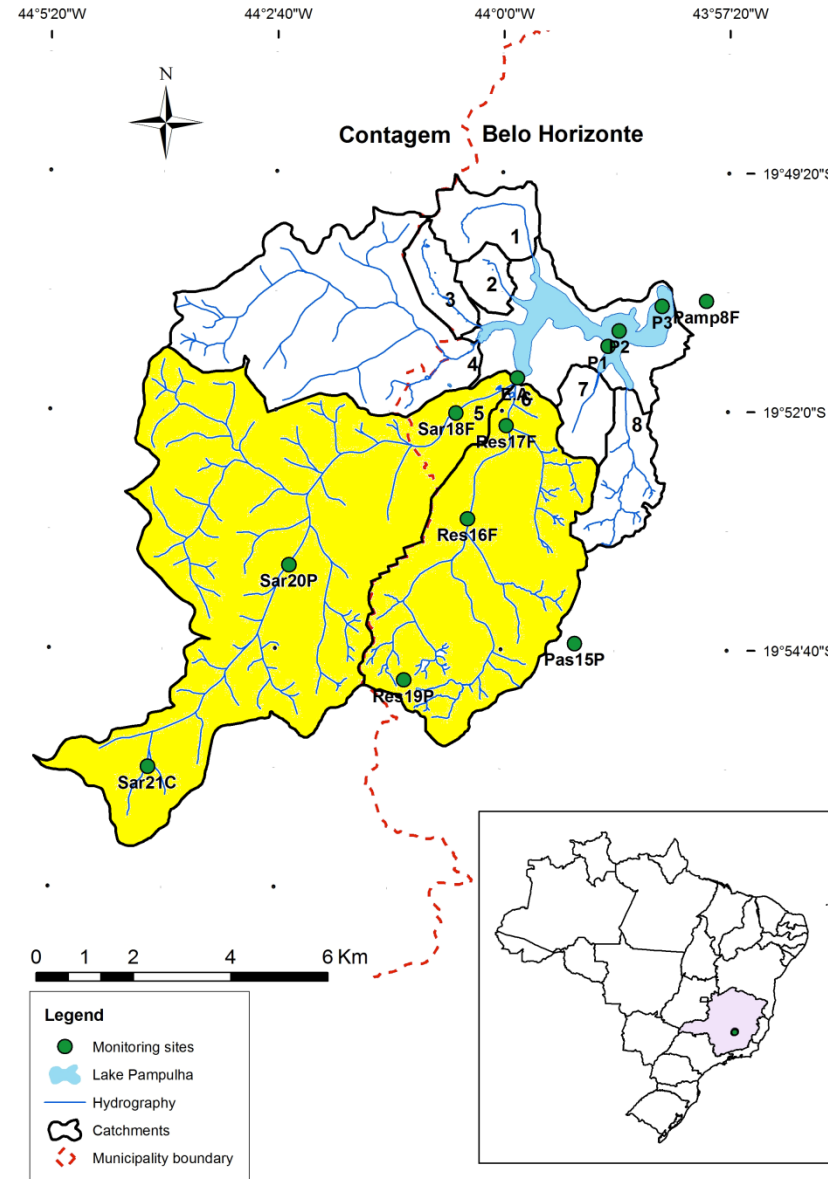 44°5'20"W 44°2'40"W 44°0'0"W 43°57'20"W
N
Contagem Belo Horizonte
19°49'20"S
1
2
3
P3
Pamp8F
P2
P1
4
7
E.A.
6
5
8
19°52'0"S
Sar18F
Res17F
Res16F
Sar20P
Pas15P
19°54'40"S
Res19P
Sar21C
0 1 2 4 6 Km
Legend
Monitoring sites
Lake Pampulha
Hydrography
Catchments
Municipality boundary